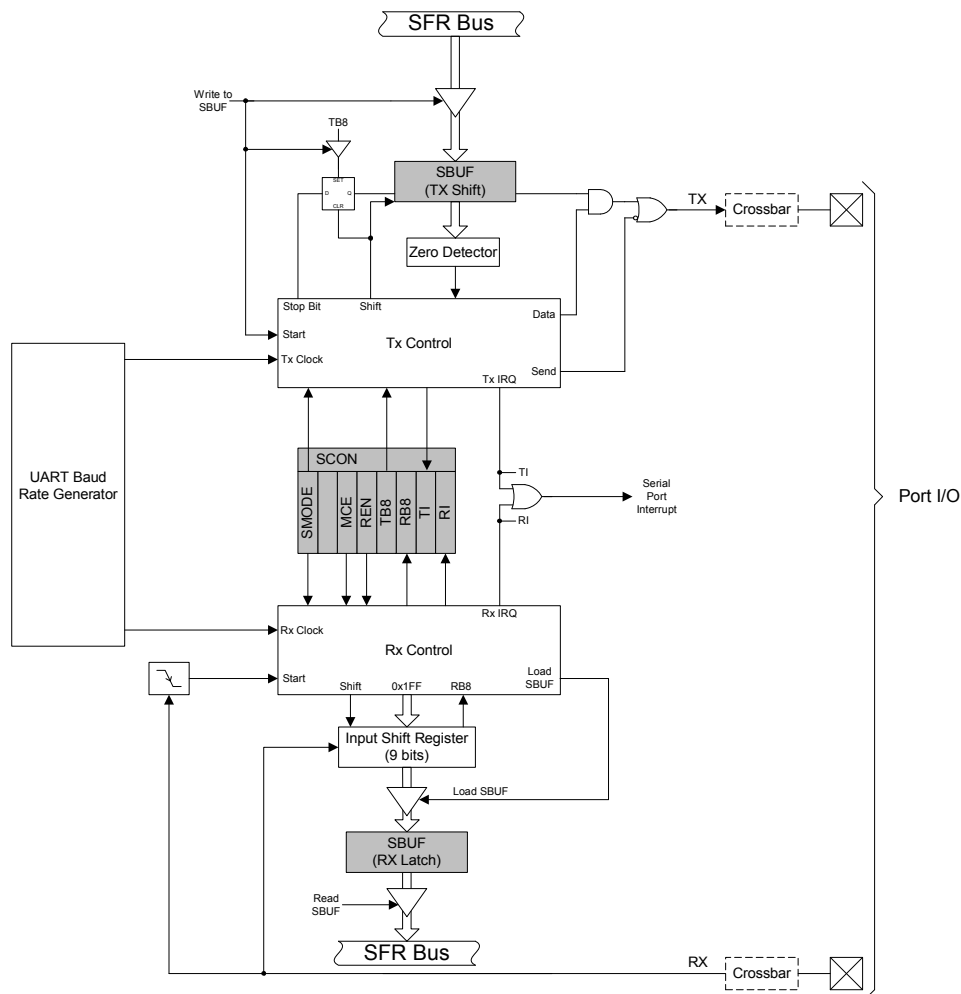 SFR Bus
Write to
SBUF
TB8
SET
D
Q
CLR
SBUF
(TX Shift)
TX
Crossbar
Zero Detector
Stop Bit
Shift
Data
Start
Tx Control
Tx Clock
Send
Tx IRQ
UART Baud
Rate Generator
SCON
SMODE
MCE
REN
TB8
RB8
TI
RI
TI
Serial
Port
Interrupt
RI
Port I/O
Rx IRQ
Rx Clock
Rx Control
Start
Load
SBUF
Shift
0x1FF
RB8
Input Shift Register
(9 bits)
Load SBUF
SBUF
(RX Latch)
Read
SBUF
SFR Bus
RX
Crossbar